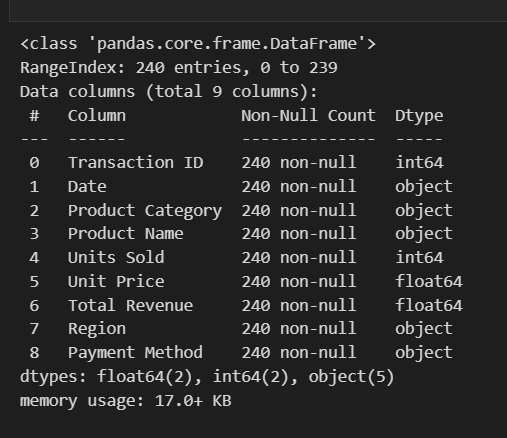 <class 'pandas.core.frame.DataFrame'>
RangeIndex: 240 entries, 0 to 239
Data columns (total 9 columns):
 #   Column            Non-Null Count  Dtype
---  ------            --------------  -----
 0   Transaction ID    240 non-null    int64
 1   Date              240 non-null    object
 2   Product Category  240 non-null    object
 3   Product Name      240 non-null    object
 4   Units Sold        240 non-null    int64
 5   Unit Price        240 non-null    float64
 6   Total Revenue     240 non-null    float64
 7   Region            240 non-null    object
 8   Payment Method    240 non-null    object
dtypes: float64(2), int64(2), object(5)
memory usage: 17.0+ KB